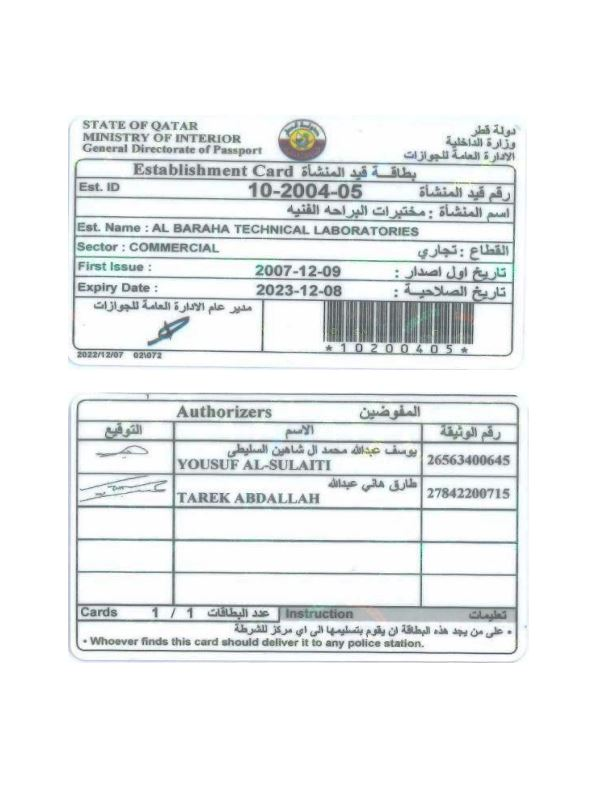 STATE OF QATAR
MINISTRY OF INTERIOR
General Directorate of Passport
دولة قطر
وزارة الداخلية
الادارة العامة للجوازات
Establishment Card بطاقة قيد المنشأة
Est. ID 10-2004-05 رقم قيد المنشأة
اسم المنشأة : مختبرات البراحه الفنيه
Est. Name : AL BARAHA TECHNICAL LABORATORIES
Sector : COMMERCIAL القطاع : تجاري
First Issue : 2007-12-09 تاريخ اول اصدار :
Expiry Date : 2023-12-08 تاريخ الصلاحية :
مدير عام الادارة العامة للجوازات
*10200405*
2022/12/07 02\072
Authorizers المفوضين
التوقيع الاسم رقم الوثيقة
يوسف عبدالله محمد ال شاهين السليطى
YOUSUF AL-SULAITI 26563400645
طارق هاني عبدالله
TAREK ABDALLAH 27842200715
Cards 1 / 1 عدد البطاقات Instruction تعليمات
• على من يجد هذه البطاقة ان يقوم بتسليمها الى اي مركز للشرطة
• Whoever finds this card should deliver it to any police station.